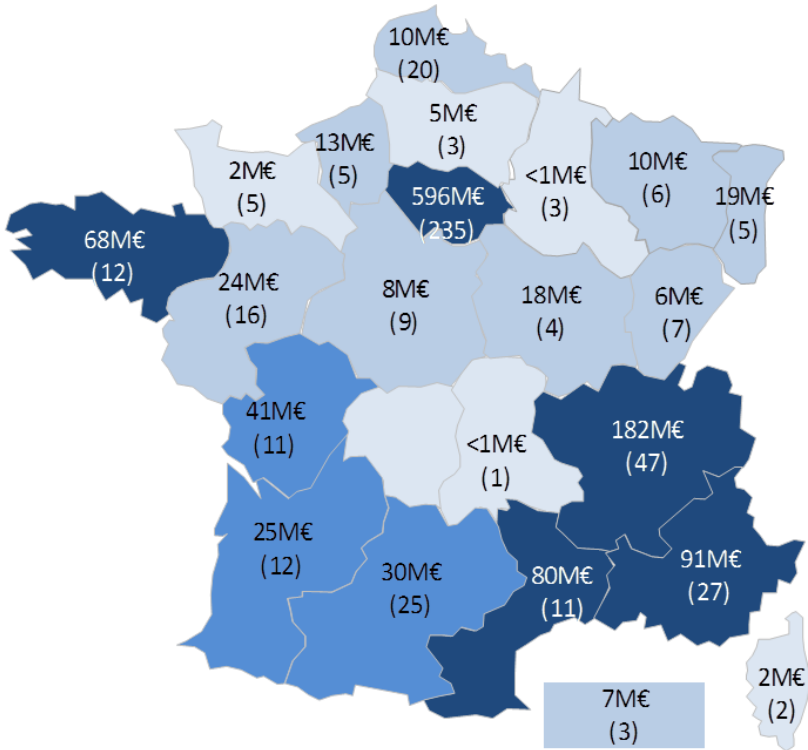 10M€
(20)
5M€
(3)
13M€
(5)
2M€
(5)
<1M€
(3)
10M€
(6)
19M€
(5)
596M€
(235)
68M€
(12)
24M€
(16)
8M€
(9)
18M€
(4)
6M€
(7)
41M€
(11)
<1M€
(1)
182M€
(47)
25M€
(12)
30M€
(25)
80M€
(11)
91M€
(27)
2M€
(2)
7M€
(3)